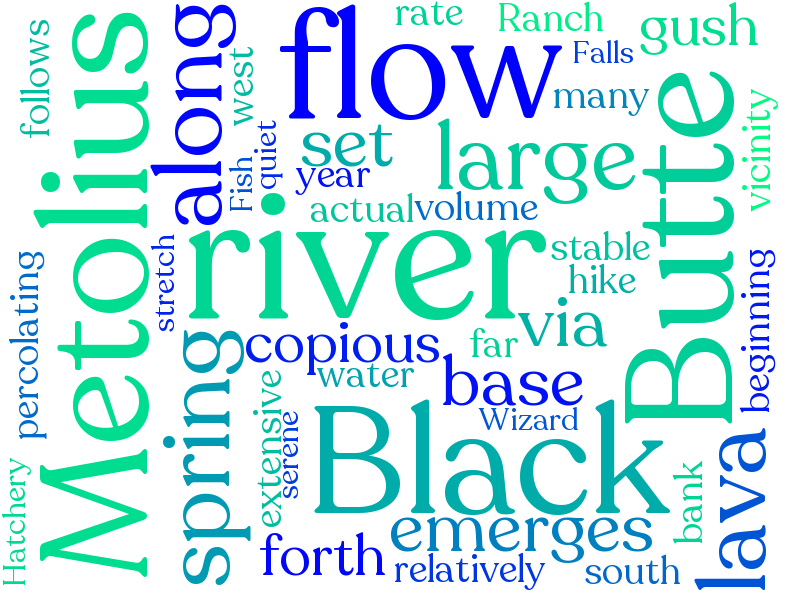 follows
Metolius
along
west
flow
rate
Ranch
gush
Falls
many
set
large
Butte
vicinity
Fish
quiet
year
actual
volume
river
stable
hike
stretch
percolating
copious
far
via
beginning
spring
water
base
extensive
serene
Wizard
Black
lava
Hatchery
bank
emerges
forth
relatively
south